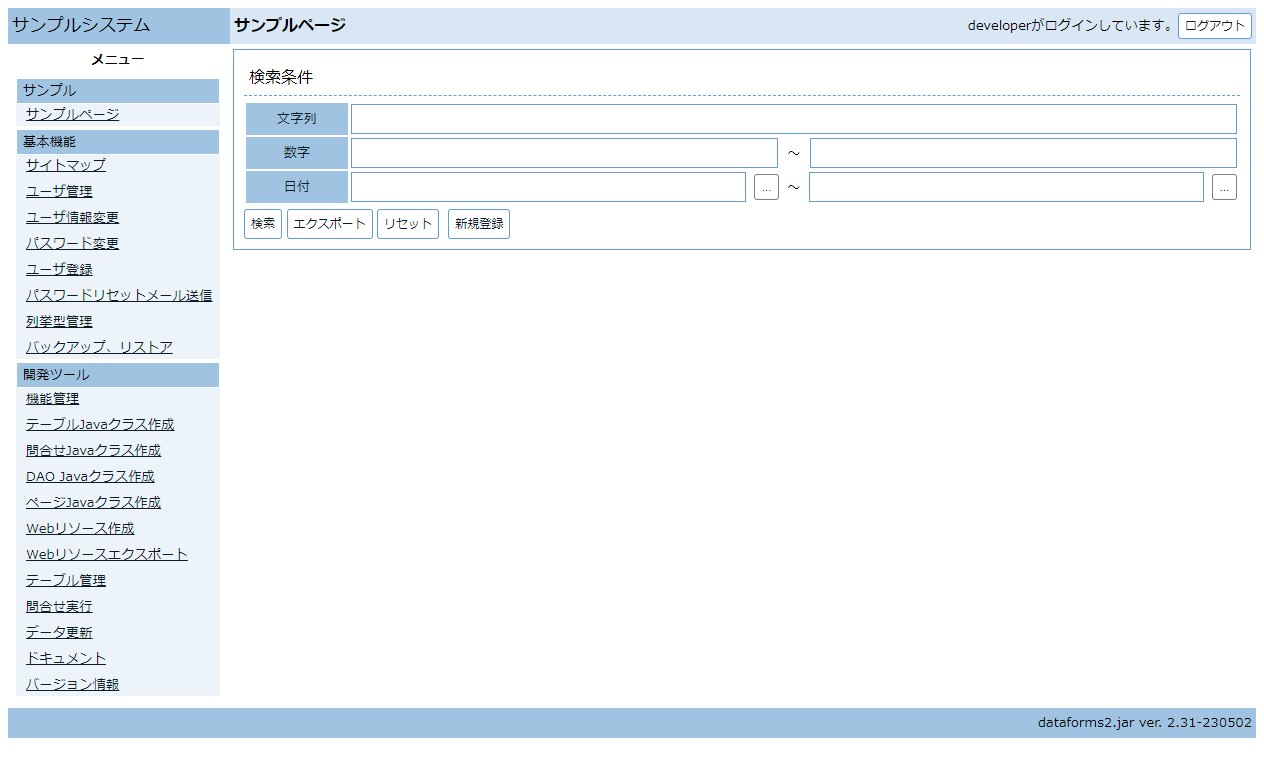 サンプルシステム
サンプルページ
developerがログインしています。 ログアウト
メニュー
サンプル
サンプルページ
基本機能
サイトマップ
ユーザ管理
ユーザ情報変更
パスワード変更
ユーザ登録
パスワードリセットメール送信
列挙型管理
バックアップ、リストア
開発ツール
機能管理
テーブルJavaクラス作成
問合せJavaクラス作成
DAO Javaクラス作成
ページJavaクラス作成
Webリソース作成
Webリソースエクスポート
テーブル管理
問合せ実行
データ更新
ドキュメント
バージョン情報
検索条件
文字列
数字 ～
日付 ... ～ ...
検索 エクスポート リセット 新規登録
dataforms2.jar ver. 2.31-230502